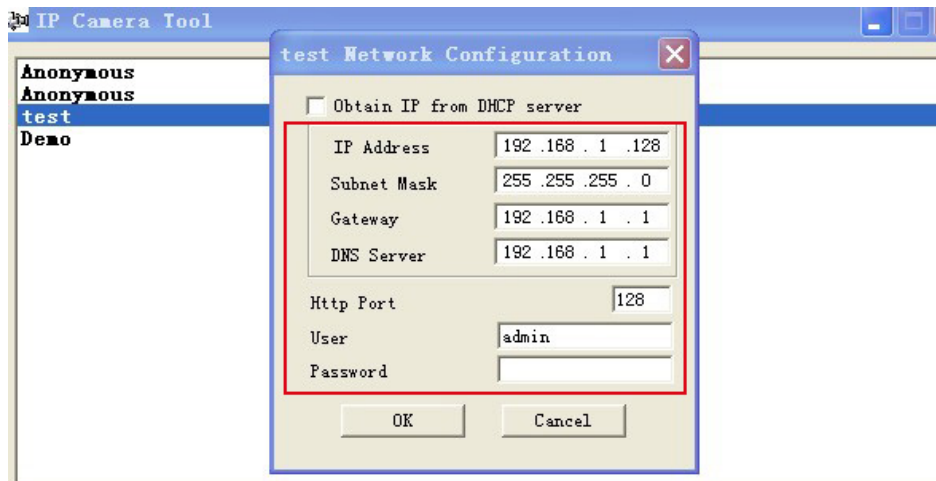 IP Camera Tool
test Network Configuration
Anonymous
Anonymous
test
Demo
Obtain IP from DHCP server
IP Address 192 .168 . 1 .128
Subnet Mask 255 .255 .255 . 0
Gateway 192 .168 . 1 . 1
DNS Server 192 .168 . 1 . 1
Http Port 128
User admin
Password
OK Cancel